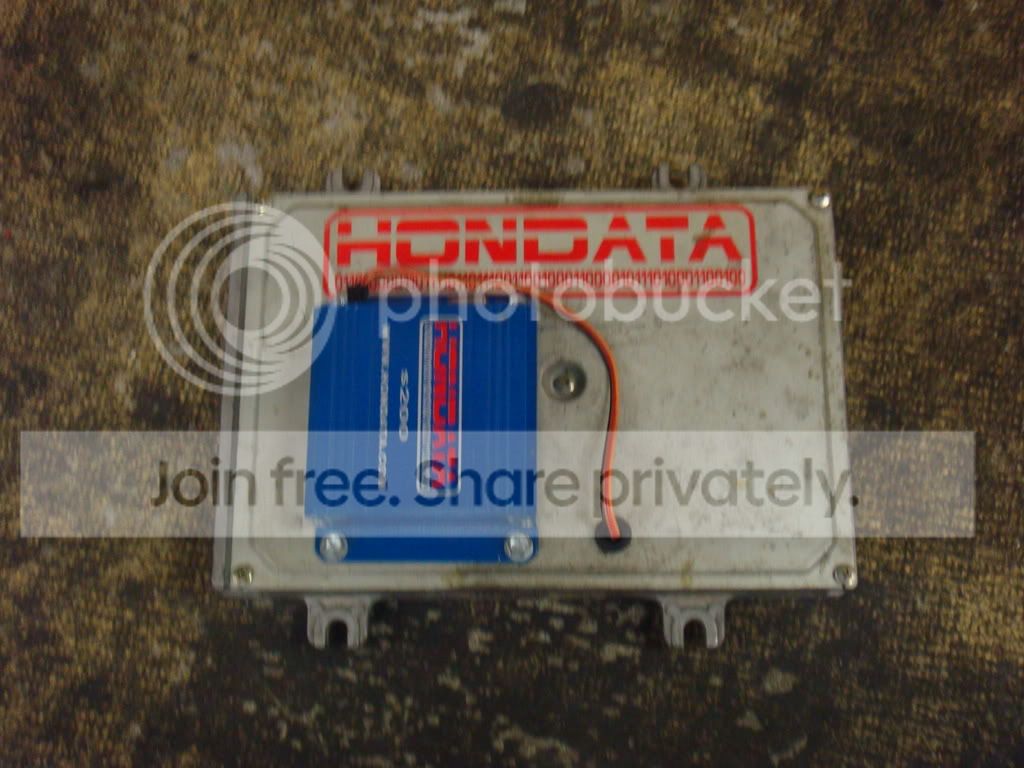 HONDATA
photobucket
HONDATA
S200
Join free. Share privately.